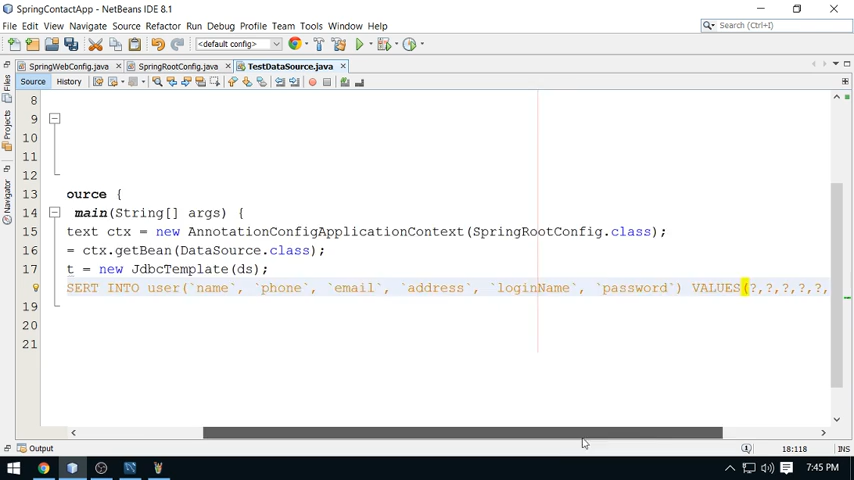 SpringContactApp - NetBeans IDE 8.1
File Edit View Navigate Source Refactor Run Debug Profile Team Tools Window Help
Search (Ctrl+I)
<default config>
SpringWebConfig.java SpringRootConfig.java TestDataSource.java
Source History
Files
Projects
Navigator
8
9
10
11
12
13 ource {
14 main(String[] args) {
15 text ctx = new AnnotationConfigApplicationContext(SpringRootConfig.class);
16 = ctx.getBean(DataSource.class);
17 t = new JdbcTemplate(ds);
SERT INTO user(`name`, `phone`, `email`, `address`, `loginName`, `password`) VALUES(?,?,?,?,?,
19
20
21
Output
18:118 INS
7:45 PM